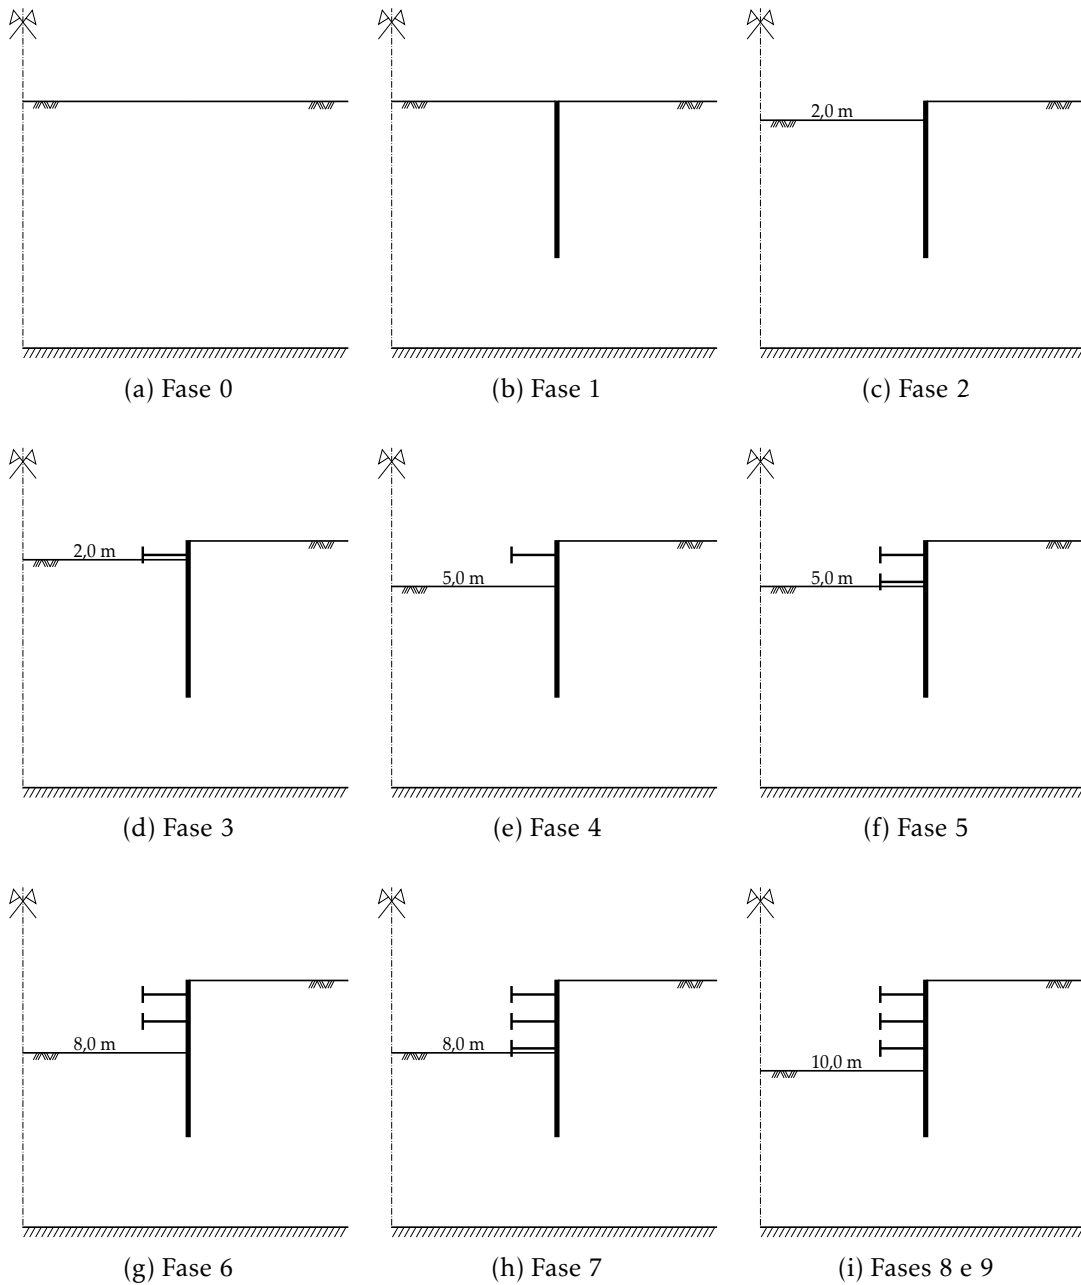 (a) Fase 0
(b) Fase 1
2,0 m
(c) Fase 2
2,0 m
(d) Fase 3
5,0 m
(e) Fase 4
5,0 m
(f) Fase 5
8,0 m
(g) Fase 6
8,0 m
(h) Fase 7
10,0 m
(i) Fases 8 e 9